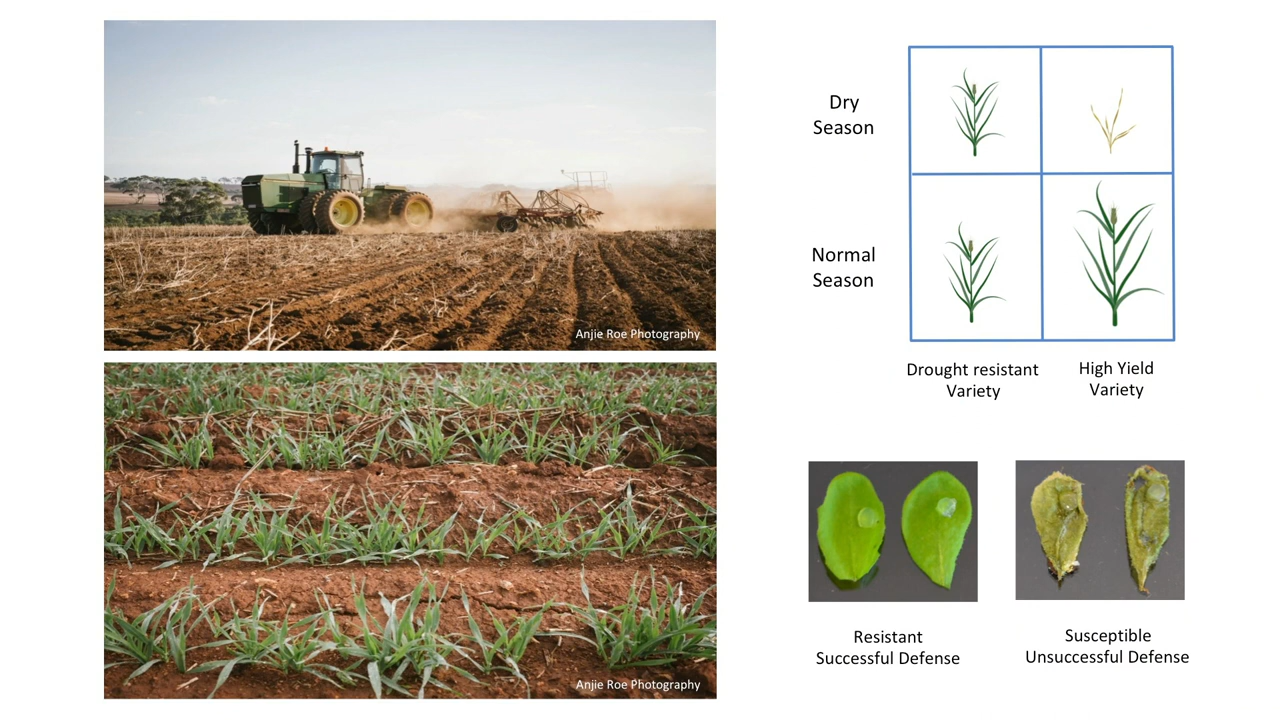 Anjie Roe Photography
Anjie Roe Photography
Dry
Season
Normal
Season
Drought resistant
Variety
High Yield
Variety
Resistant
Successful Defense
Susceptible
Unsuccessful Defense